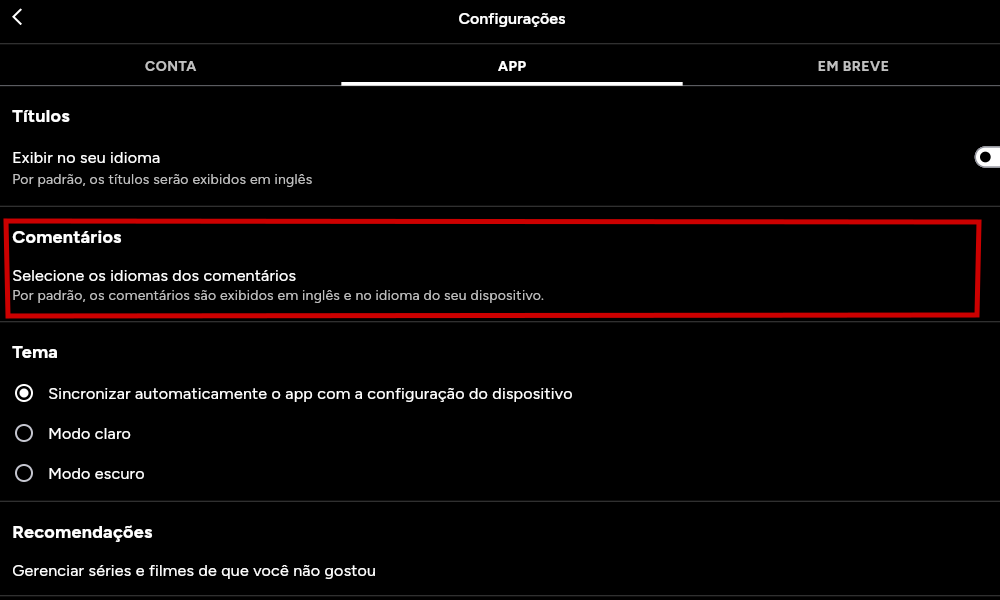 Configurações
CONTA
APP
EM BREVE
Títulos
Exibir no seu idioma
Por padrão, os títulos serão exibidos em inglês
Comentários
Selecione os idiomas dos comentários
Por padrão, os comentários são exibidos em inglês e no idioma do seu dispositivo.
Tema
Sincronizar automaticamente o app com a configuração do dispositivo
Modo claro
Modo escuro
Recomendações
Gerenciar séries e filmes de que você não gostou